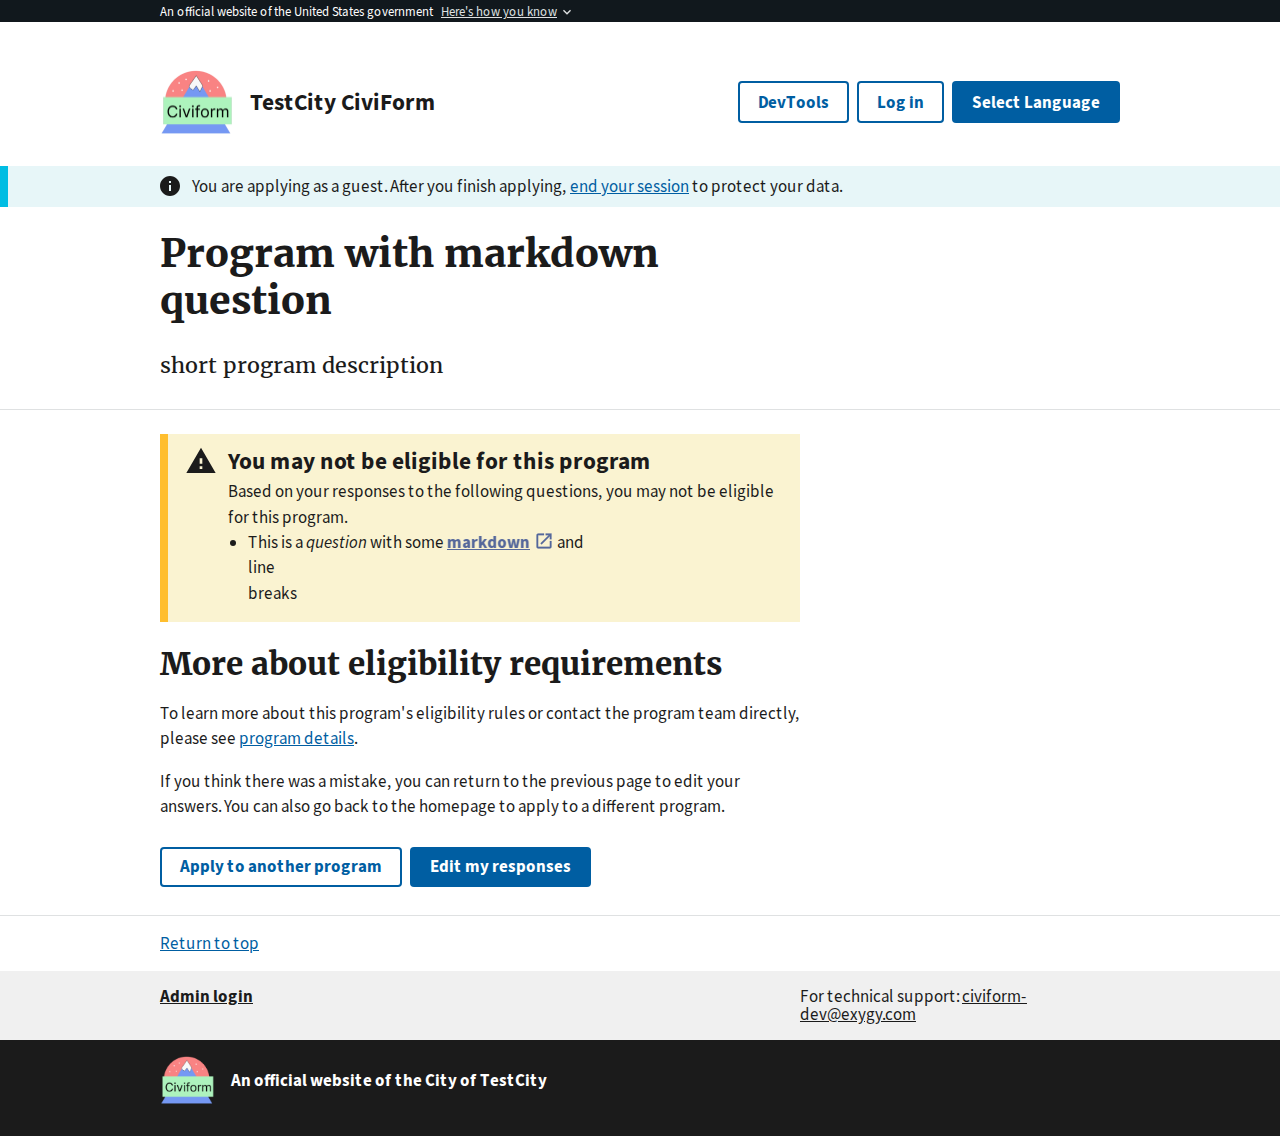 An official website of the United States government Here's how you know
Civiform
TestCity CiviForm
DevTools
Log in
Select Language
You are applying as a guest. After you finish applying, end your session to protect your data.
Program with markdown
question
short program description
You may not be eligible for this program
Based on your responses to the following questions, you may not be eligible
for this program.
This is a question with some markdown and
line
breaks
More about eligibility requirements
To learn more about this program's eligibility rules or contact the program team directly,
please see program details.
If you think there was a mistake, you can return to the previous page to edit your
answers. You can also go back to the homepage to apply to a different program.
Apply to another program
Edit my responses
Return to top
Admin login
For technical support: civiform-
dev@exygy.com
Civiform
An official website of the City of TestCity